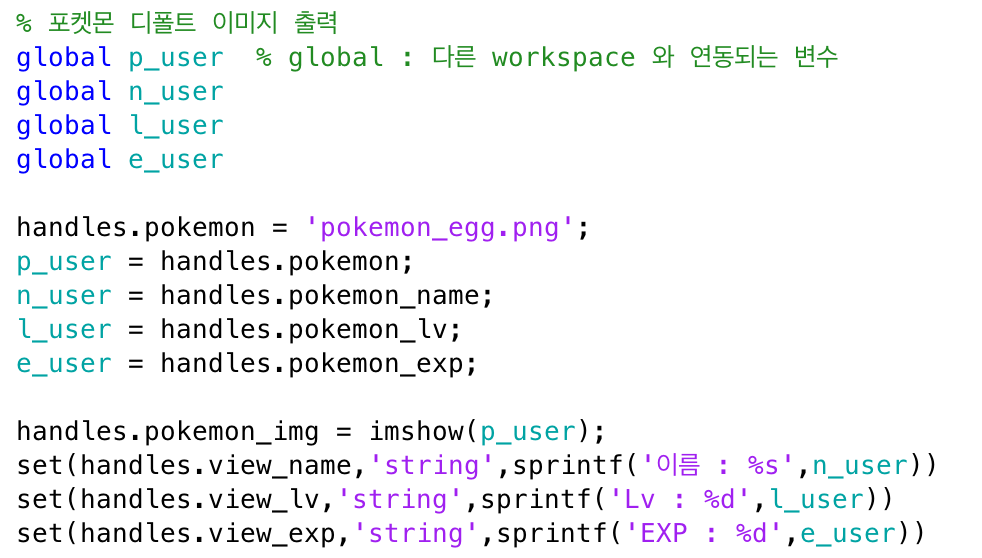 % 포켓몬 디폴트 이미지 출력
global p_user  % global : 다른 workspace 와 연동되는 변수
global n_user
global l_user
global e_user
handles.pokemon = 'pokemon_egg.png';
p_user = handles.pokemon;
n_user = handles.pokemon_name;
l_user = handles.pokemon_lv;
e_user = handles.pokemon_exp;
handles.pokemon_img = imshow(p_user);
set(handles.view_name,'string',sprintf('이름 : %s',n_user))
set(handles.view_lv,'string',sprintf('Lv : %d',l_user))
set(handles.view_exp,'string',sprintf('EXP : %d',e_user))